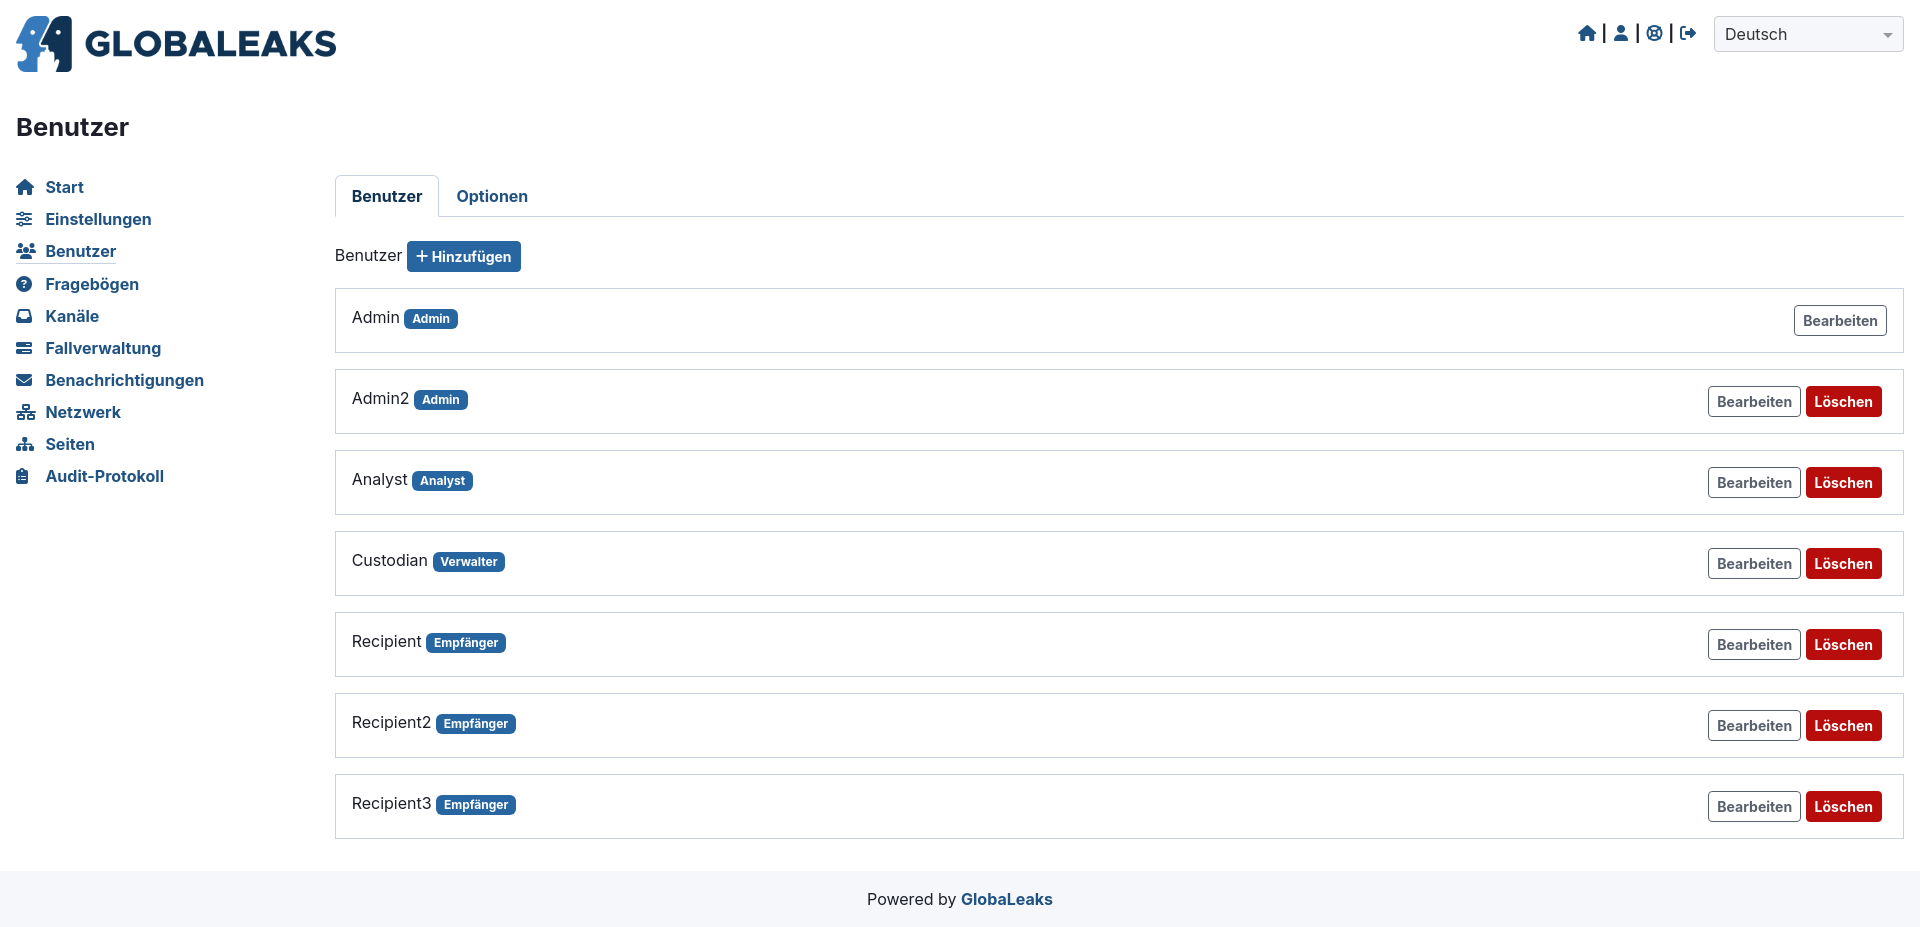 GLOBALEAKS
Deutsch
Benutzer
Start
Einstellungen
Benutzer
Fragebögen
Kanäle
Fallverwaltung
Benachrichtigungen
Netzwerk
Seiten
Audit-Protokoll
Benutzer Optionen
Benutzer Hinzufügen
Admin Admin Bearbeiten
Admin2 Admin Bearbeiten Löschen
Analyst Analyst Bearbeiten Löschen
Custodian Verwalter Bearbeiten Löschen
Recipient Empfänger Bearbeiten Löschen
Recipient2 Empfänger Bearbeiten Löschen
Recipient3 Empfänger Bearbeiten Löschen
Powered by GlobaLeaks